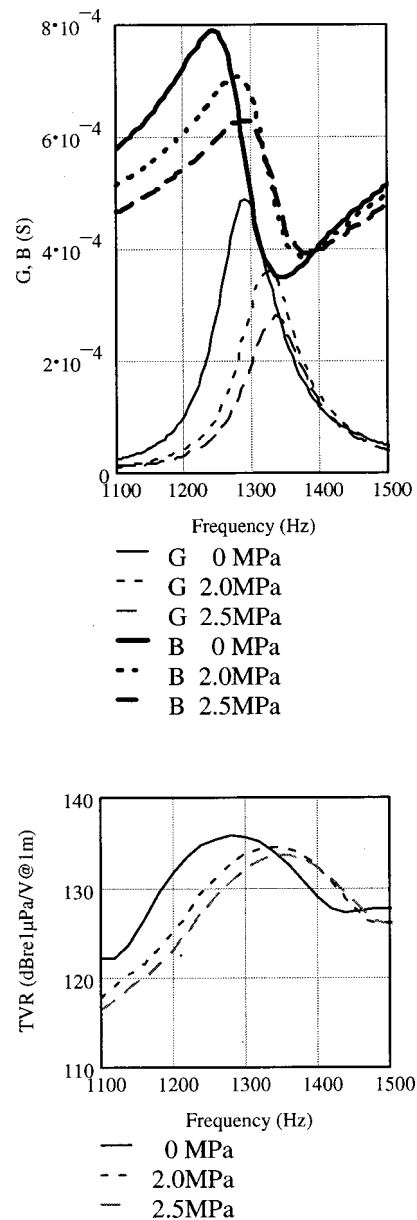 8•10⁻⁴
6•10⁻⁴
4•10⁻⁴
2•10⁻⁴
0
G, B (S)
1100 1200 1300 1400 1500
Frequency (Hz)
G 0 MPa
G 2.0MPa
G 2.5MPa
B 0 MPa
B 2.0MPa
B 2.5MPa
140
130
120
110
TVR (dBre1μPa/V@1m)
1100 1200 1300 1400 1500
Frequency (Hz)
0 MPa
2.0MPa
2.5MPa